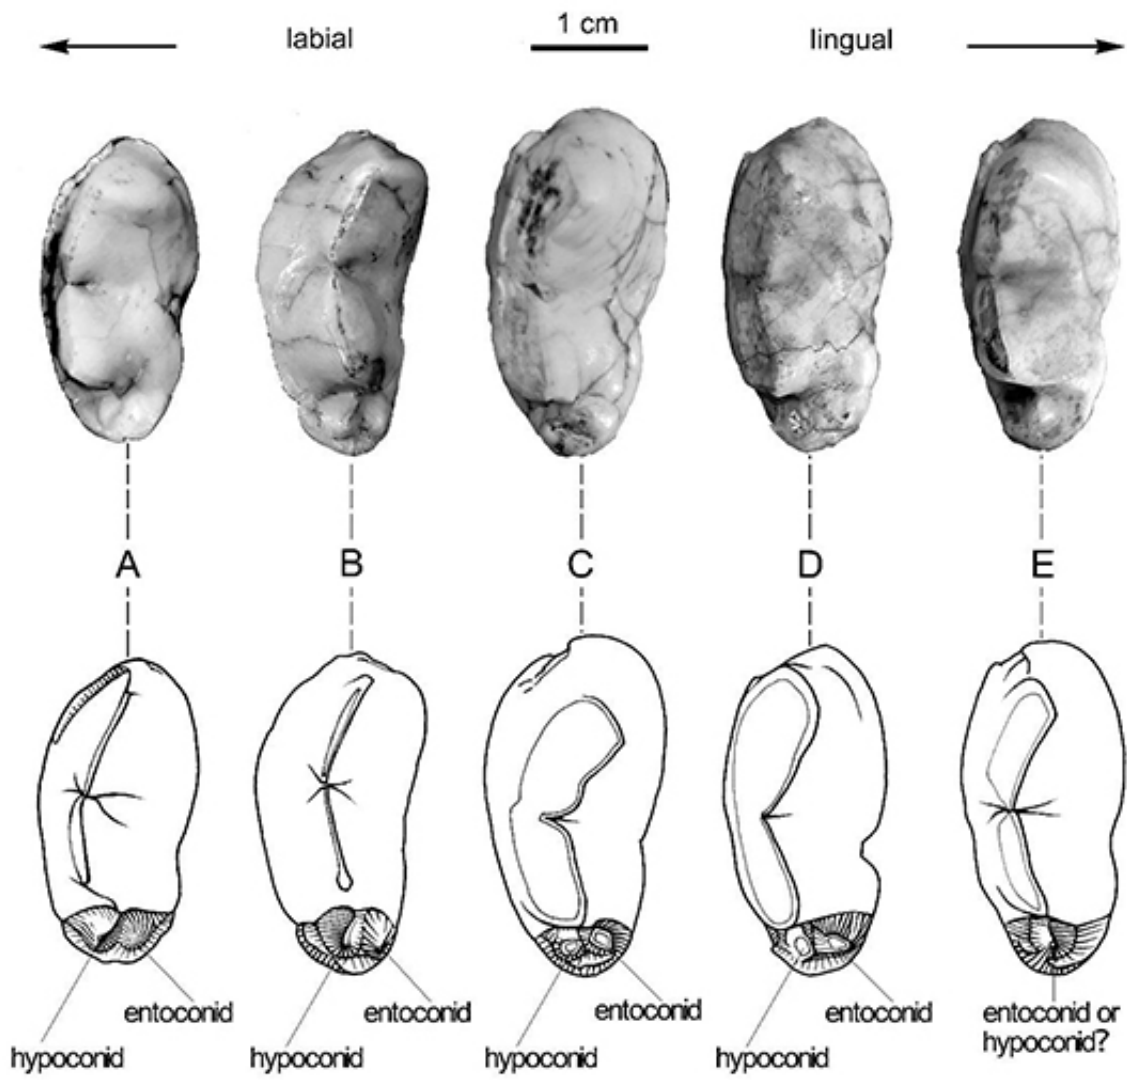 labial
1 cm
lingual
A
B
C
D
E
entoconid
hypoconid
entoconid
hypoconid
entoconid
hypoconid
entoconid
hypoconid
entoconid or
hypoconid?